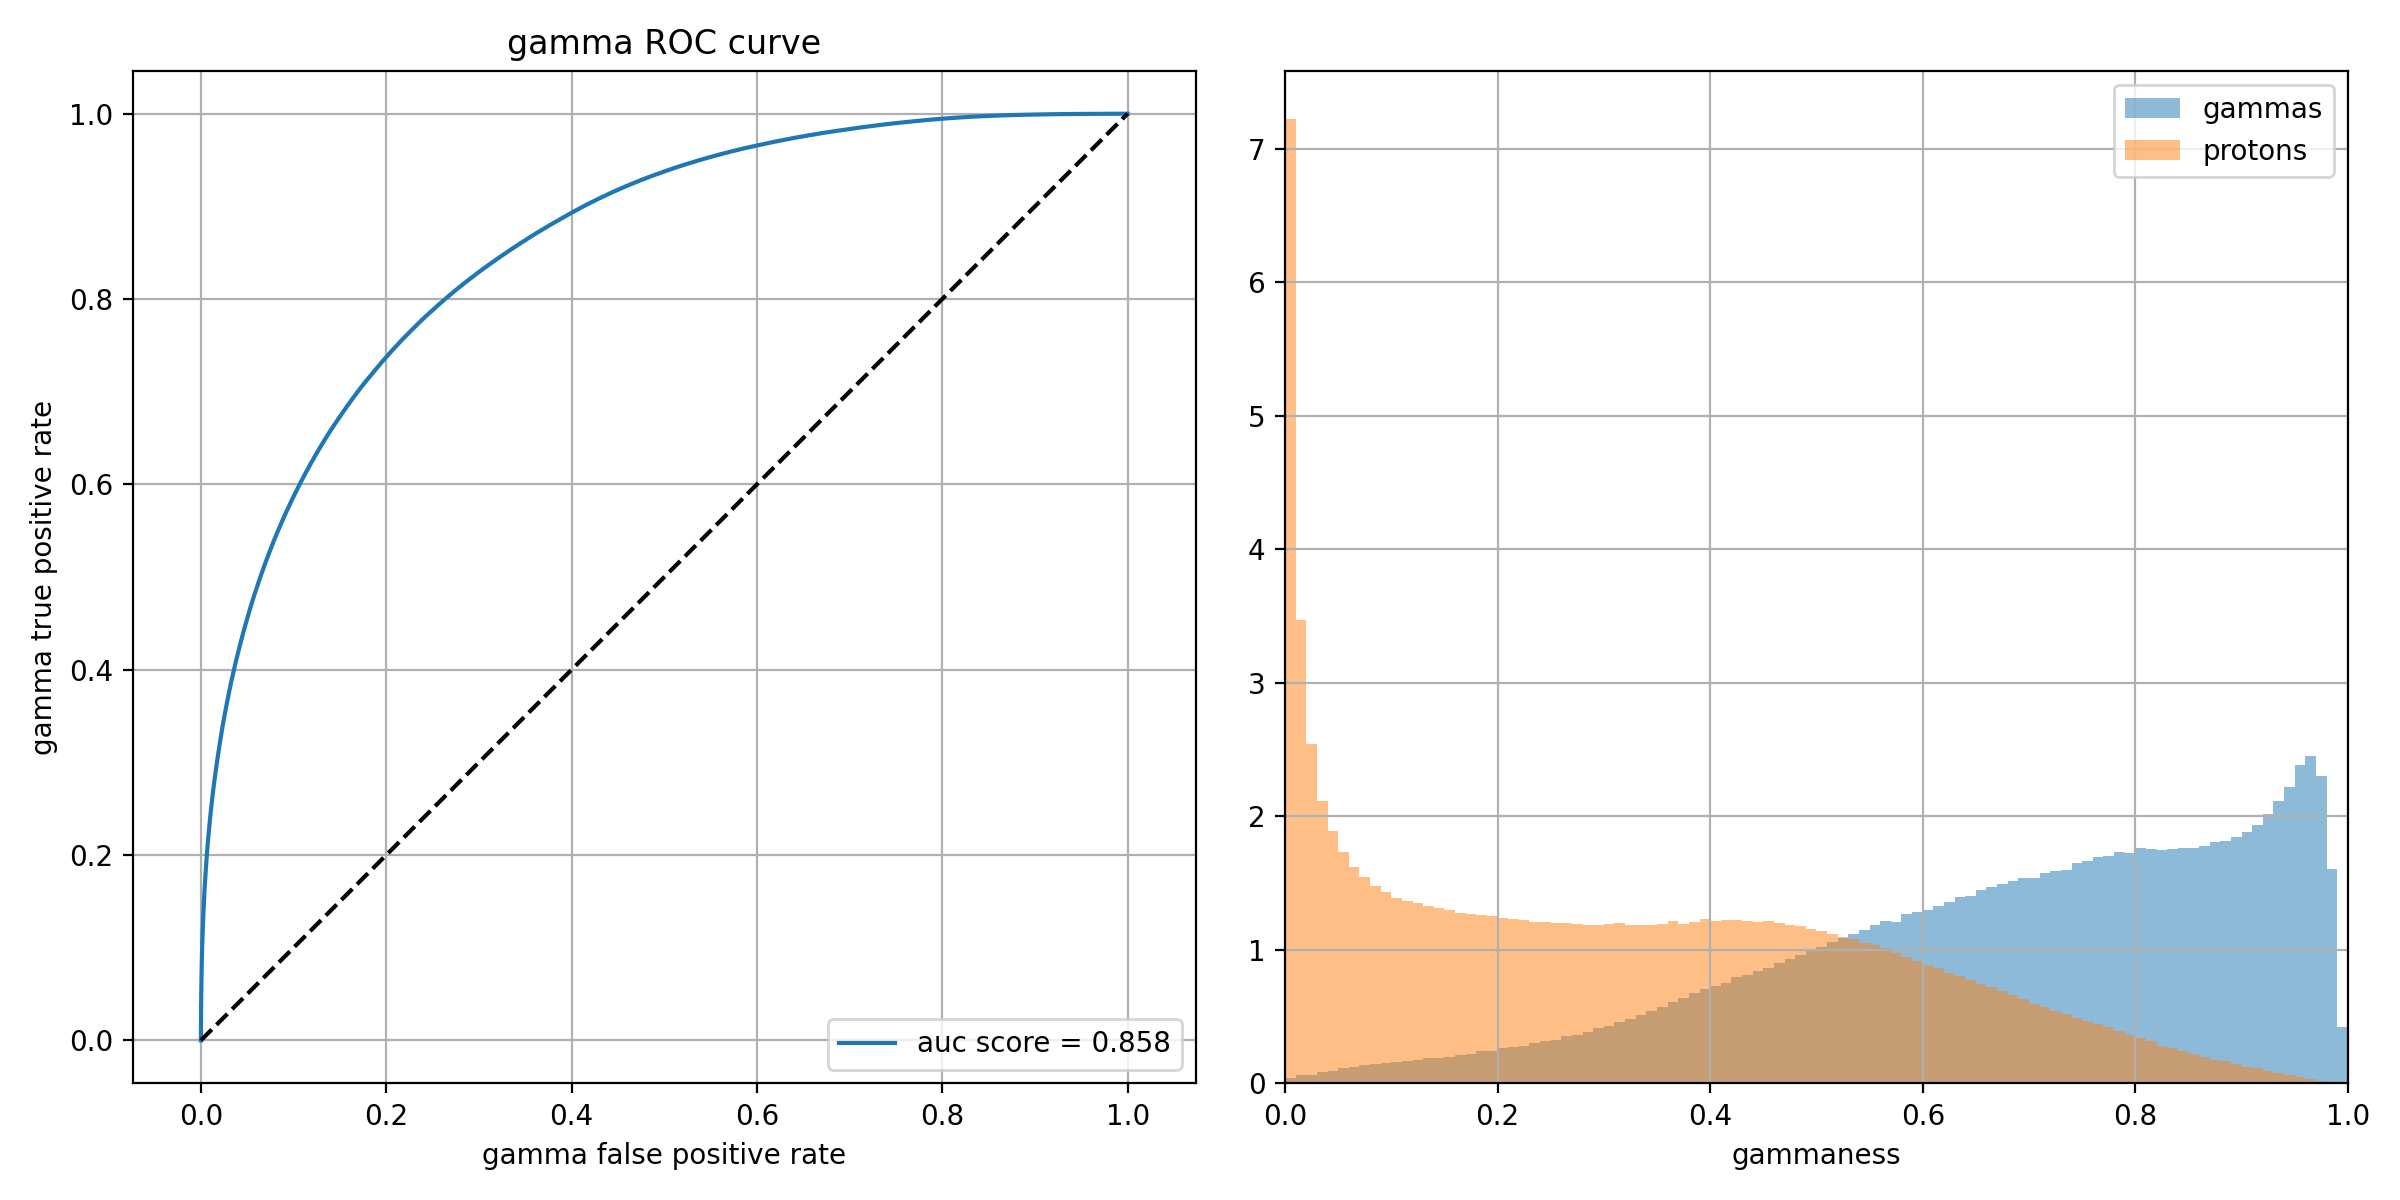 gamma ROC curve
gamma true positive rate
1.0
0.8
0.6
0.4
0.2
0.0
auc score = 0.858
0.0 0.2 0.4 0.6 0.8 1.0
gamma false positive rate
gammas
protons
7
6
5
4
3
2
1
0
0.0 0.2 0.4 0.6 0.8 1.0
gammaness